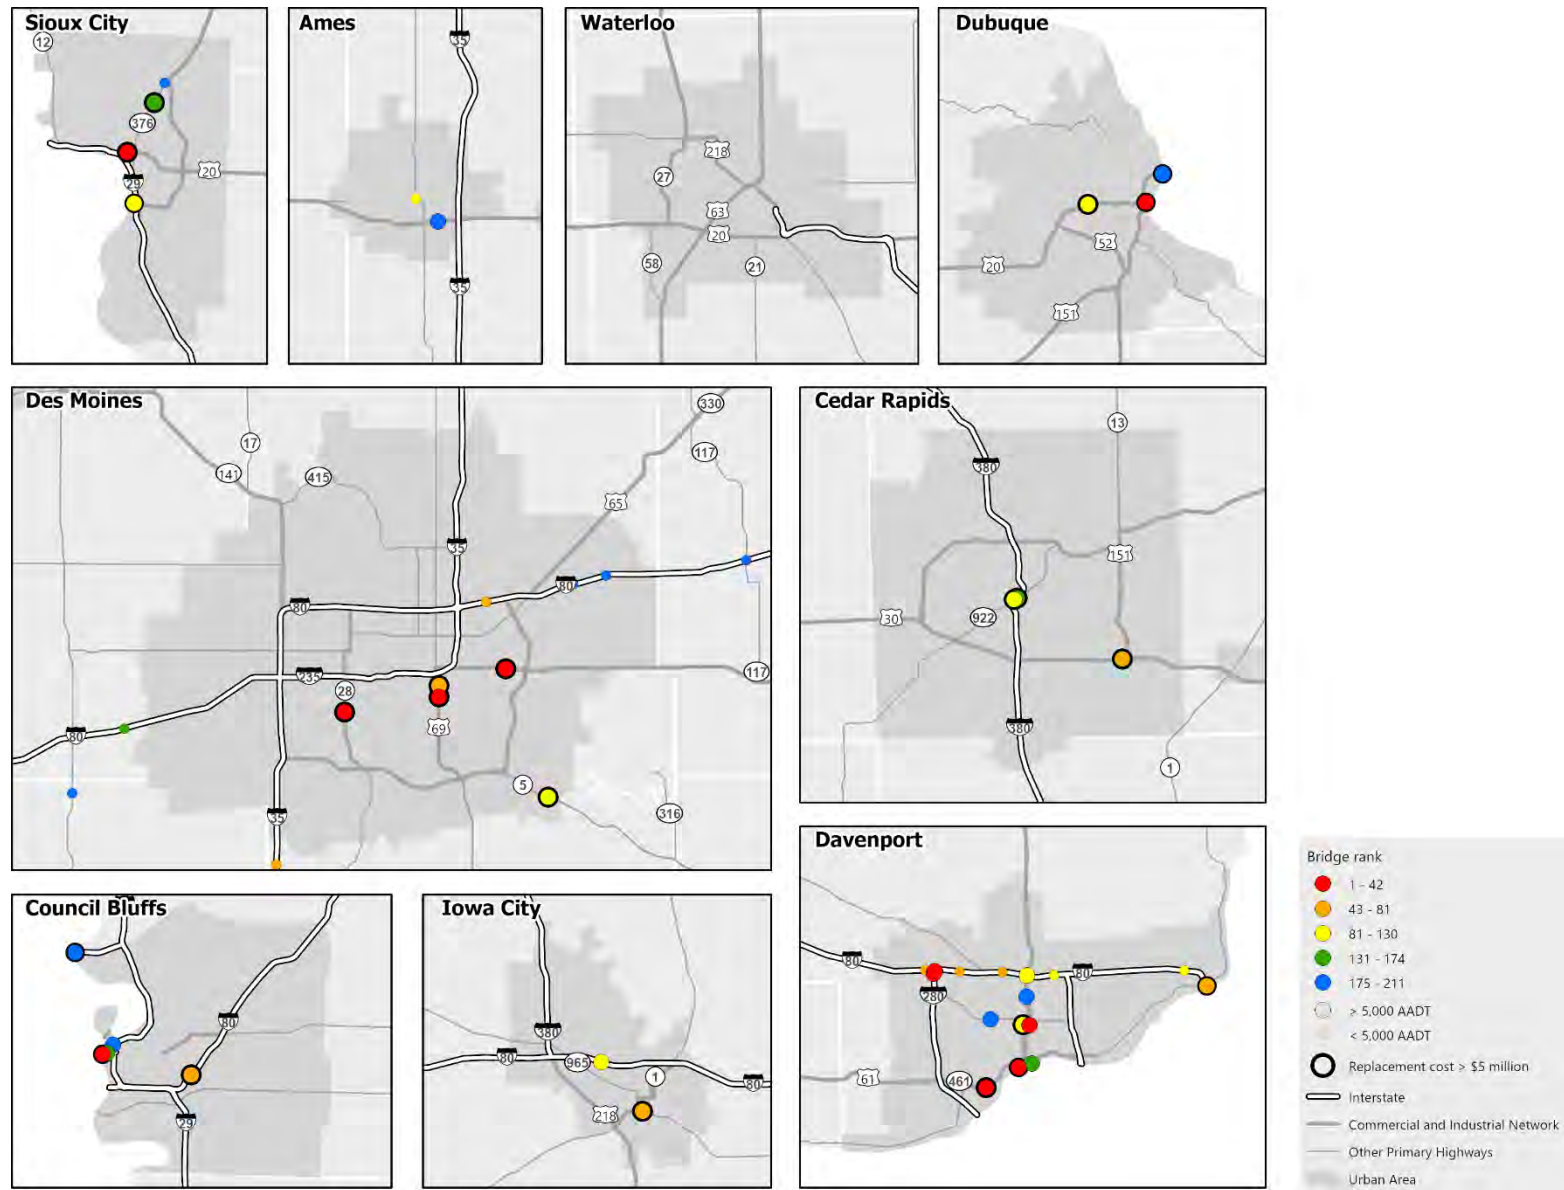 Sioux City
12
376
20
29
Ames
35
35
Waterloo
218
27
63
20
58
21
Dubuque
52
20
151
Des Moines
330
17
117
141
415
65
35
80
80
235
117
28
69
80
5
316
35
Cedar Rapids
13
380
151
30
922
380
1
Council Bluffs
80
29
Iowa City
380
80
965
1
80
218
Davenport
80
80
280
61
461
Bridge rank
1 - 42
43 - 81
81 - 130
131 - 174
175 - 211
> 5,000 AADT
< 5,000 AADT
Replacement cost > $5 million
Interstate
Commercial and Industrial Network
Other Primary Highways
Urban Area